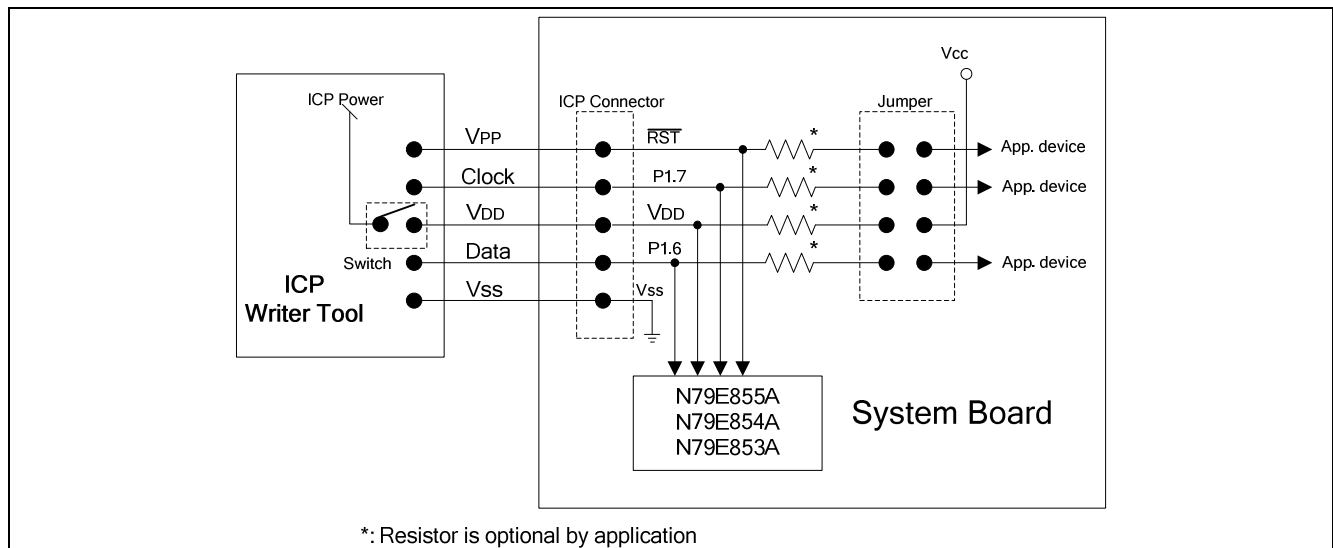 Vcc
ICP Power
ICP Connector
Jumper
VPP
RST
*
App. device
Clock
P1.7
*
App. device
VDD
VDD
*
Switch
Data
P1.6
*
App. device
ICP
Writer Tool
Vss
Vss
N79E855A
N79E854A
N79E853A
System Board
*: Resistor is optional by application